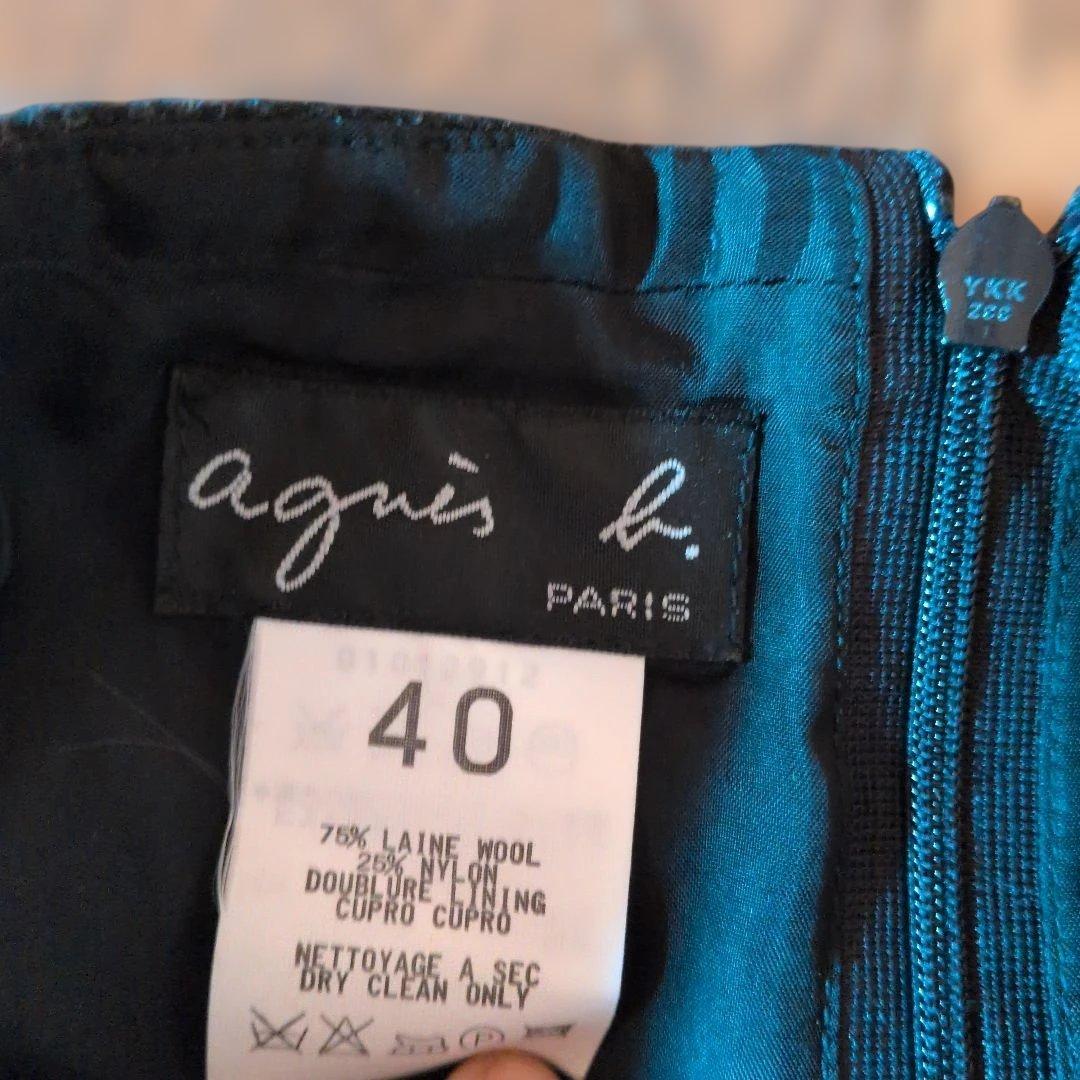 YKK
agnès b.
PARIS
40
75% LAINE WOOL
25% NYLON
DOUBLURE LINING
CUPRO CUPRO
NETTOYAGE A SEC
DRY CLEAN ONLY
P